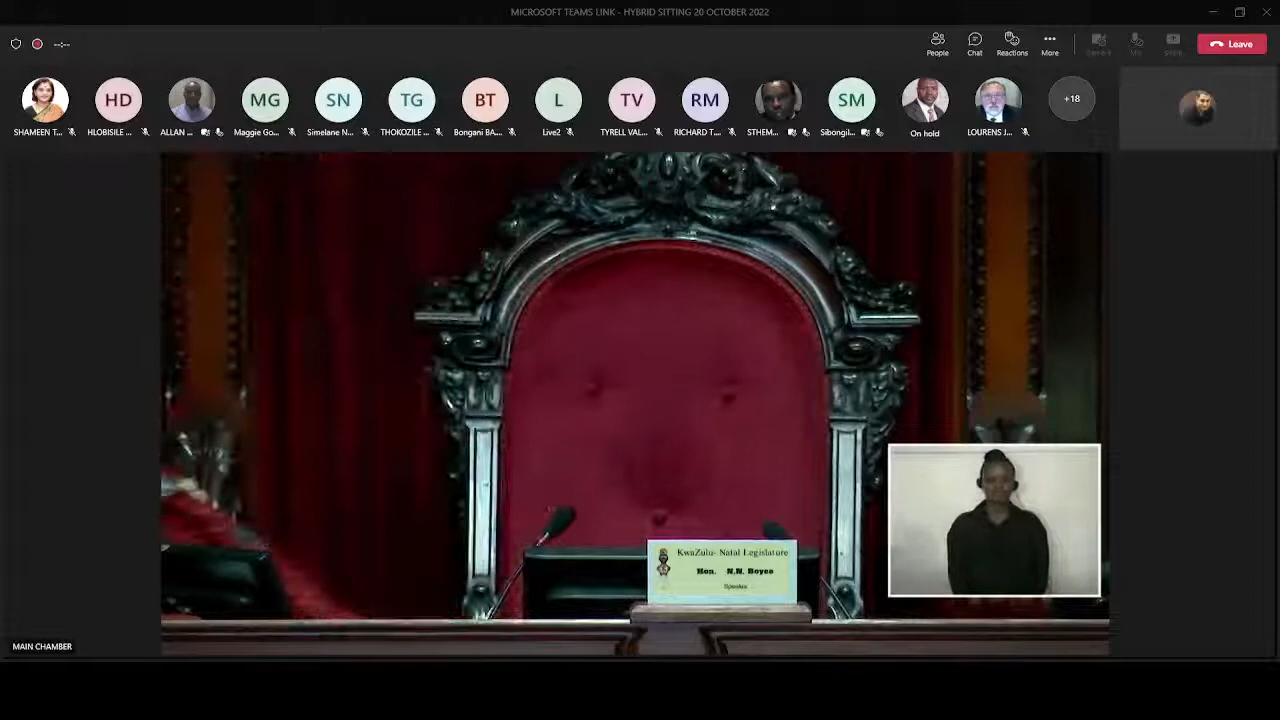 MICROSOFT TEAMS LINK - HYBRID SITTING 20 OCTOBER 2022
--:--
People
Chat
Reactions
More
Leave
HD
MG
SN
TG
BT
L
TV
RM
SM
+18
SHAMEEN T...
HLOBISILE ...
ALLAN ...
Maggie Go...
Simelane N...
THOKOZILE ...
Bongani BA...
Live2
TYRELL VAL...
RICHARD T...
STHEM...
Sibongil...
On hold
LOURENS J...
KwaZulu- Natal Legislature
Hon. N.N. Boyce
Speaker
MAIN CHAMBER